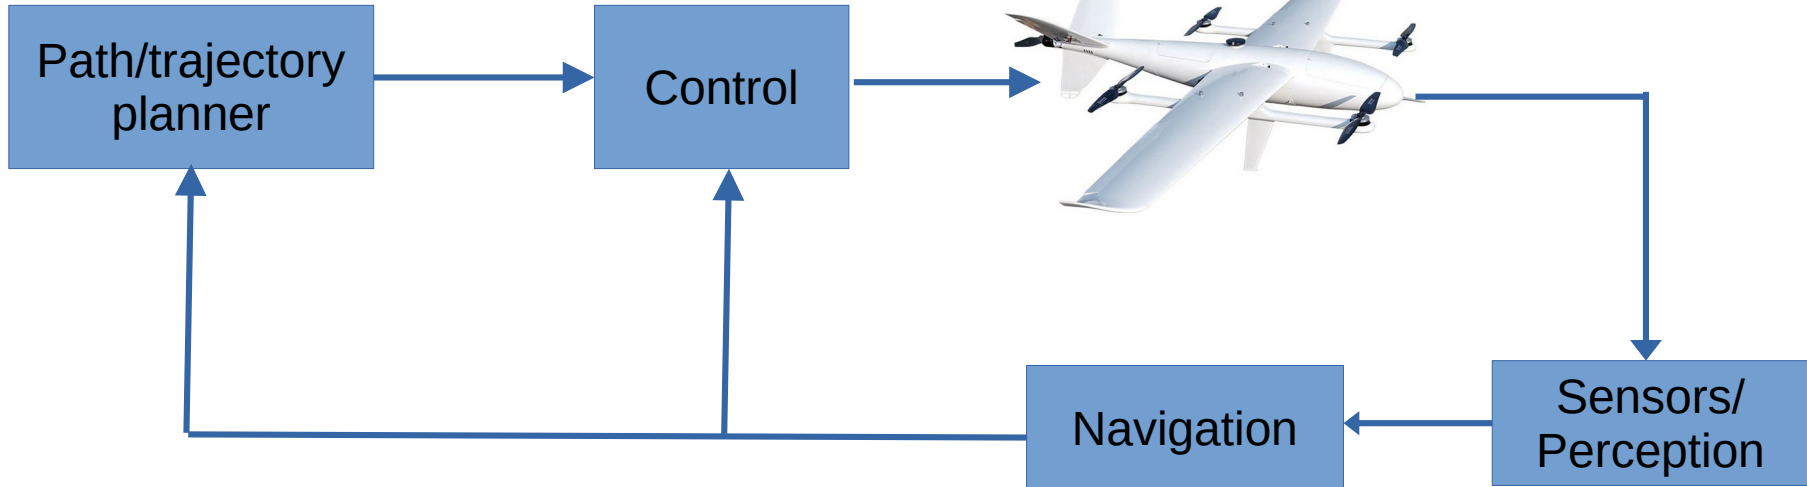 Path/trajectory
planner
Control
Navigation
Sensors/
Perception